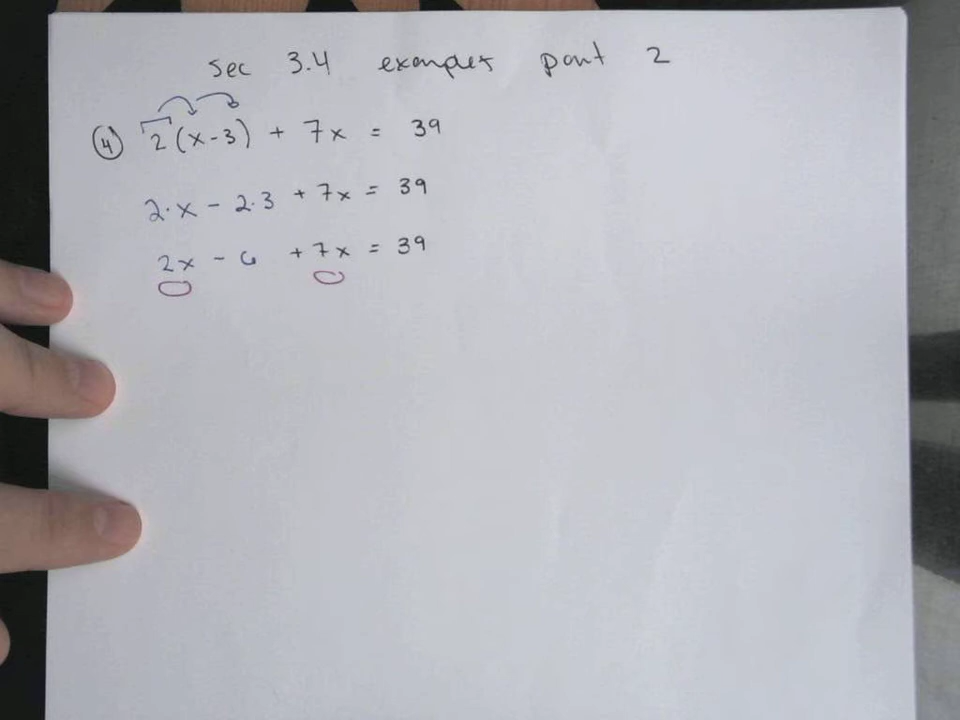 Sec 3.4 examples part 2
④ 2(x-3) + 7x = 39
2·x - 2·3 + 7x = 39
2x - 6 + 7x = 39